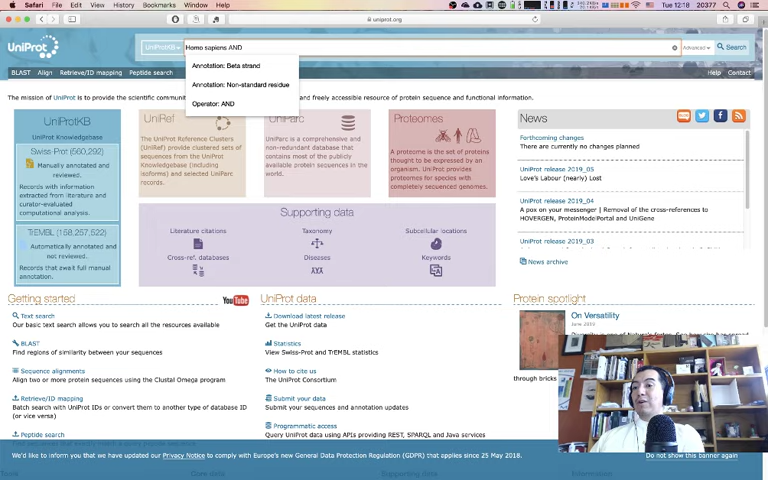 Safari File Edit View History Bookmarks Window Help
Tue 12:18 20377
uniprot.org
UniProt
UniProtKB
Homo sapiens AND
Advanced
Search
Annotation: Beta strand
Annotation: Non-standard residue
Operator: AND
BLAST Align Retrieve/ID mapping Peptide search
Help Contact
The mission of UniProt is to provide the scientific communit
and freely accessible resource of protein sequence and functional information.
UniProtKB
UniProt Knowledgebase
Swiss-Prot (560,292)
Manually annotated and
reviewed.
Records with information
extracted from literature and
curator-evaluated
computational analysis.
TrEMBL (158,257,522)
Automatically annotated and
not reviewed.
Records that await full manual
annotation.
UniRef
The UniProt Reference Clusters
(UniRef) provide clustered sets of
sequences from the UniProt
Knowledgebase (including
isoforms) and selected UniParc
records.
UniParc
UniParc is a comprehensive and
non-redundant database that
contains most of the publicly
available protein sequences in the
world.
Proteomes
A proteome is the set of proteins
thought to be expressed by an
organism. UniProt provides
proteomes for species with
completely sequenced genomes.
Supporting data
Literature citations
Taxonomy
Subcellular locations
Cross-ref. databases
Diseases
Keywords
News
Forthcoming changes
There are currently no changes planned
UniProt release 2019_05
Love's Labour (nearly) Lost
UniProt release 2019_04
A pox on your messenger | Removal of the cross-references to
HOVERGEN, ProteinModelPortal and UniGene
UniProt release 2019_03
News archive
Getting started
YouTube
Text search
Our basic text search allows you to search all the resources available
BLAST
Find regions of similarity between your sequences
Sequence alignments
Align two or more protein sequences using the Clustal Omega program
Retrieve/ID mapping
Batch search with UniProt IDs or convert them to another type of database ID
(or vice versa)
Peptide search
UniProt data
Download latest release
Get the UniProt data
Statistics
View Swiss-Prot and TrEMBL statistics
How to cite us
The UniProt Consortium
Submit your data
Submit your sequences and annotation updates
Programmatic access
Query UniProt data using APIs providing REST, SPARQL and Java services
Protein spotlight
On Versatility
June 2019
through bricks
We'd like to inform you that we have updated our Privacy Notice to comply with Europe's new General Data Protection Regulation (GDPR) that applies since 25 May 2018.
Do not show this banner again